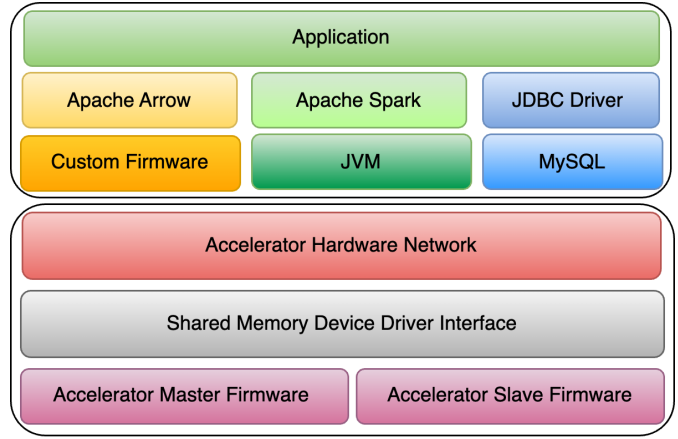 Application
Apache Arrow
Apache Spark
JDBC Driver
Custom Firmware
JVM
MySQL
Accelerator Hardware Network
Shared Memory Device Driver Interface
Accelerator Master Firmware
Accelerator Slave Firmware